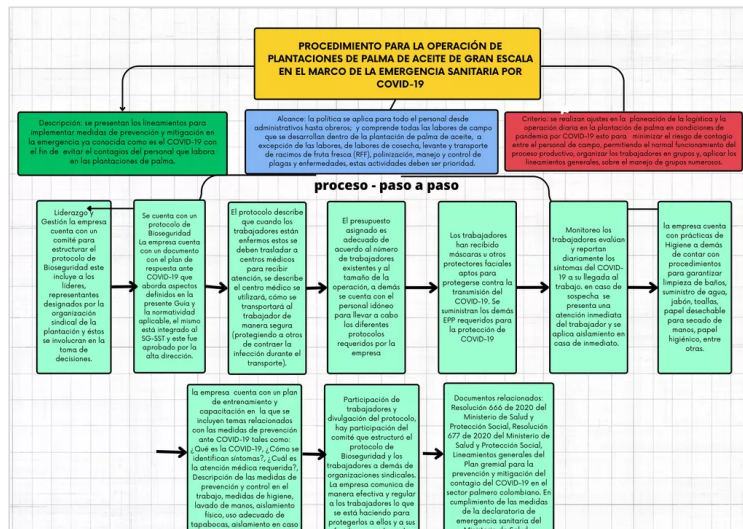 PROCEDIMIENTO PARA LA OPERACIÓN DE
PLANTACIONES DE PALMA DE ACEITE DE GRAN ESCALA
EN EL MARCO DE LA EMERGENCIA SANITARIA POR
COVID-19
Descripción: se presentan los lineamientos para
implementar medidas de prevención y mitigación en
la emergencia ya conocida como es el COVID-19 con
el fin de evitar el contagios del personal que labora
en las plantaciones de palma.
Alcance: la política se aplica para todo el personal desde
administrativos hasta obreros; y comprende todas las labores de campo
que se desarrollan dentro de la plantación de palma de aceite, a
excepción de las labores, de labores de cosecha, levante y transporte
de racimos de fruta fresca (RFF), polinización, manejo y control de
plagas y enfermedades, estas actividades deben ser prioridad.
Criterio: se realizan ajustes en la planeación de la logística y la
operación diaria en la plantación de palma en condiciones de
pandemia por COVID-19 esto para minimizar el riesgo de contagio
entre el personal de campo, permitiendo el normal funcionamiento del
proceso productivo, organizar los trabajadores en grupos y, aplicar los
lineamientos generales, sobre el manejo de grupos numerosos.
proceso - paso a paso
Liderazgo y
Gestión la empresa
cuenta con un
comité para
estructurar el
protocolo de
Bioseguridad este
incluye a los
líderes,
representantes
designados por la
organización
sindical de la
plantación y éstos
se involucran en la
toma de
decisiones.
Se cuenta con un
protocolo de
Bioseguridad
La empresa cuenta
con un documento
con el plan de
respuesta ante
COVID-19 que
aborda aspectos
definidos en la
presente Guía y
la normatividad
aplicable, el mismo
está integrado al
SG-SST y este fue
aprobado por la
alta dirección.
El protocolo describe
que cuando los
trabajadores están
enfermos estos se
deben trasladar a
centros médicos
para recibir
atención, se describe
el centro médico se
utilizará, cómo se
transportará al
trabajador de
manera segura
(protegiendo a otros
de contraer la
infección durante el
transporte).
El presupuesto
asignado es
adecuado de
acuerdo al número
de trabajadores
existentes y al
tamaño de la
operación, a demás
se cuenta con el
personal idóneo
para llevar a cabo
los diferentes
protocolos
requeridos por la
empresa
Los trabajadores
han recibido
máscaras u otros
protectores faciales
aptos para
protegerse contra la
transmisión del
COVID-19. Se
suministran los demás
EPP requeridos para
la protección de
COVID-19
Monitoreo los
trabajadores evalúan
y reportan
diariamente los
síntomas del COVID-
19 a su llegada al
trabajo. en caso de
sospecha se
presenta una
atención inmediata
del trabajador y se
aplica aislamiento en
casa de inmediato.
la empresa cuenta
con prácticas de
Higiene a demás
de contar con
procedimientos
para garantizar
limpieza de baños,
suministro de agua,
jabón, toallas,
papel desechable
para secado de
manos, papel
higiénico, entre
otras.
la empresa cuenta con un plan
de entrenamiento y
capacitación en la que se
incluyen temas relacionados
con las medidas de prevención
ante COVID-19 tales como:
¿Qué es la COVID-19, ¿Cómo se
identifican síntomas?, ¿Cuál es
la atención médica requerida?,
Descripción de las medidas de
prevención y control en el
trabajo, medidas de higiene,
lavado de manos, aislamiento
físico, uso adecuado de
tapabocas, aislamiento en caso
Participación de
trabajadores y
divulgación del protocolo,
hay participación del
comité que estructuró el
protocolo de
Bioseguridad y los
trabajadores a demás de
organizaciones sindicales.
La empresa comunica de
manera efectiva y regular
a los trabajadores lo que
se está haciendo para
protegerlos a ellos y a sus
Documentos relacionados:
Resolución 666 de 2020 del
Ministerio de Salud y
Protección Social, Resolución
677 de 2020 del Ministerio de
Salud y Protección Social,
Lineamientos generales del
Plan gremial para la
prevención y mitigación del
contagio del COVID-19 en el
sector palmero colombiano. En
cumplimiento de las medidas
de la declaratoria de
emergencia sanitaria del